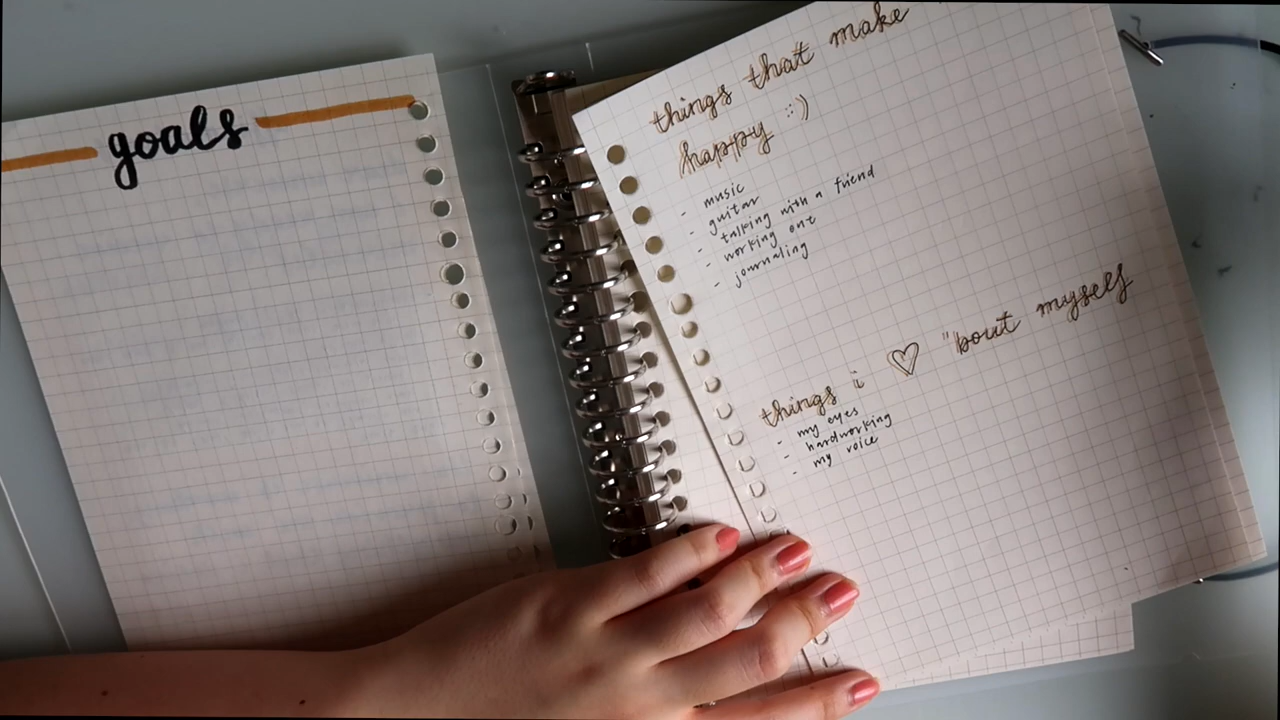 goals
things that make
happy :)
- music
- guitar
- talking with a friend
- working out
- journaling
things i ♡ "bout myself
- my eyes
- hardworking
- my voice